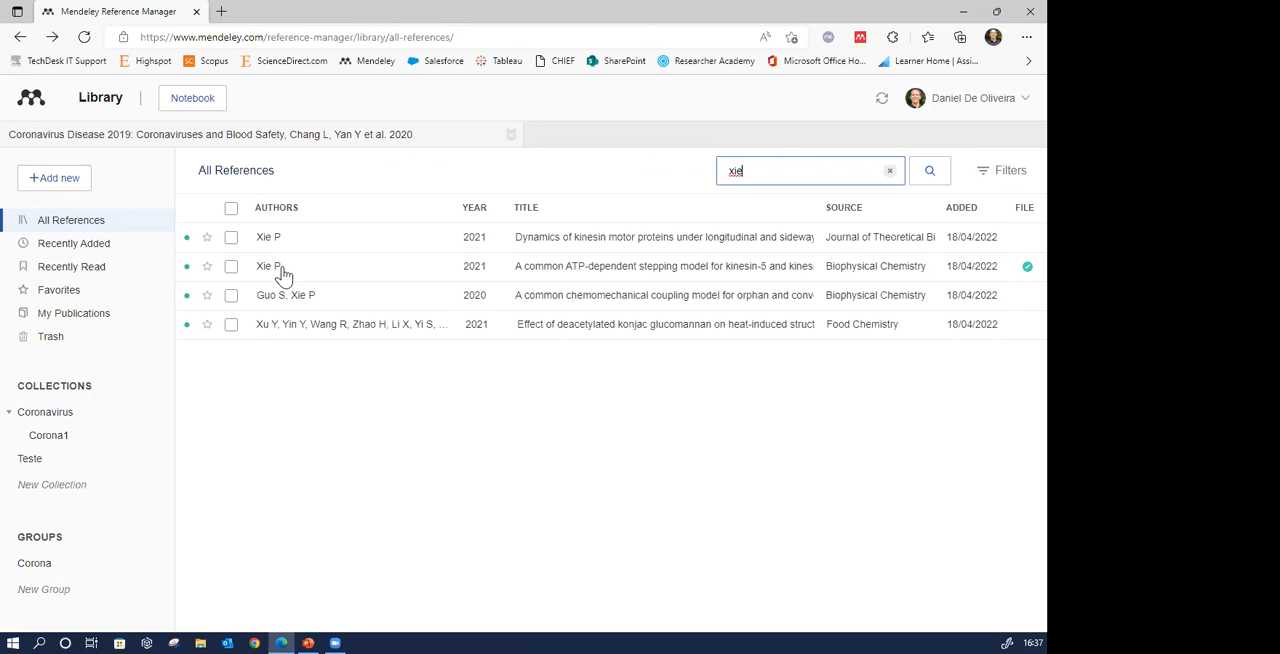 Mendeley Reference Manager
https://www.mendeley.com/reference-manager/library/all-references/
TechDesk IT Support Highspot Scopus ScienceDirect.com Mendeley Salesforce Tableau CHIEF SharePoint Researcher Academy Microsoft Office Ho... Learner Home | Assi...
Library Notebook Daniel De Oliveira
Coronavirus Disease 2019: Coronaviruses and Blood Safety, Chang L, Yan Y et al. 2020
+Add new
All References
Recently Added
Recently Read
Favorites
My Publications
Trash
COLLECTIONS
Coronavirus
Corona1
Teste
New Collection
GROUPS
Corona
New Group
All References xie Filters
AUTHORS YEAR TITLE SOURCE ADDED FILE
Xie P 2021 Dynamics of kinesin motor proteins under longitudinal and sideway Journal of Theoretical Bi 18/04/2022
Xie P 2021 A common ATP-dependent stepping model for kinesin-5 and kines Biophysical Chemistry 18/04/2022
Guo S, Xie P 2020 A common chemomechanical coupling model for orphan and conv Biophysical Chemistry 18/04/2022
Xu Y, Yin Y, Wang R, Zhao H, Li X, Yi S, ... 2021 Effect of deacetylated konjac glucomannan on heat-induced struct Food Chemistry 18/04/2022
16:37